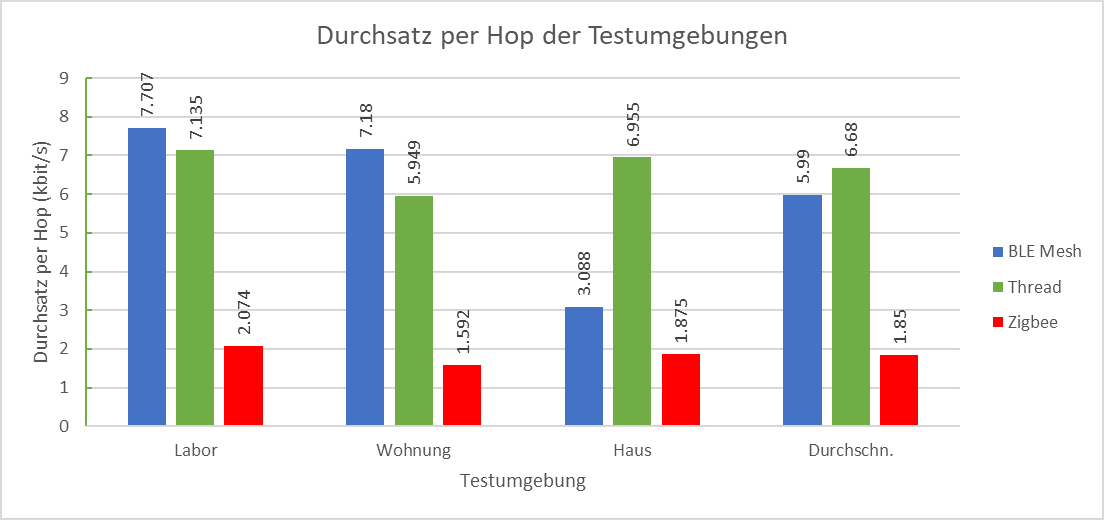 Durchsatz per Hop der Testumgebungen
Durchsatz per Hop (kbit/s)
9
8
7
6
5
4
3
2
1
0
7.707
7.135
2.074
7.18
5.949
1.592
3.088
6.955
1.875
5.99
6.68
1.85
Labor
Wohnung
Haus
Durchschn.
Testumgebung
BLE Mesh
Thread
Zigbee